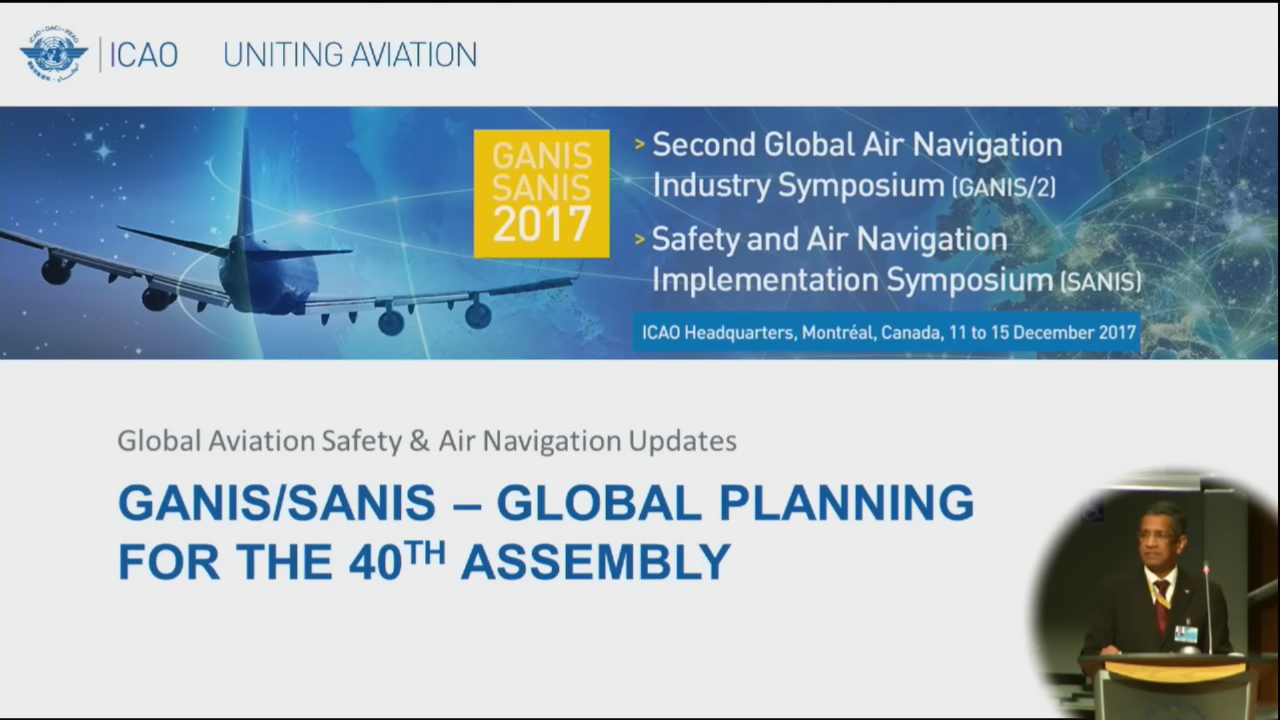 ICAO
UNITING AVIATION
GANIS
SANIS
2017
> Second Global Air Navigation
Industry Symposium (GANIS/2)
> Safety and Air Navigation
Implementation Symposium (SANIS)
ICAO Headquarters, Montréal, Canada, 11 to 15 December 2017
Global Aviation Safety & Air Navigation Updates
GANIS/SANIS – GLOBAL PLANNING
FOR THE 40TH ASSEMBLY